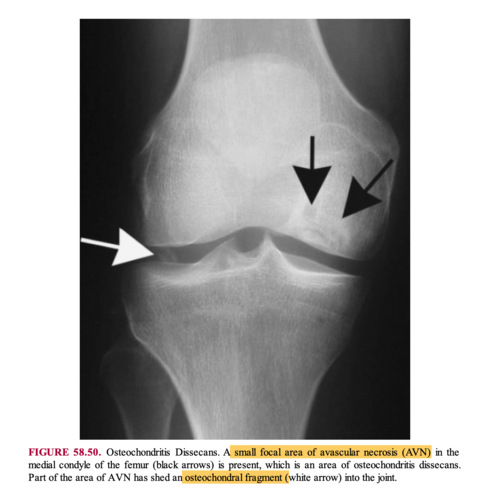 FIGURE 58.50. Osteochondritis Dissecans. A small focal area of avascular necrosis (AVN) in the
medial condyle of the femur (black arrows) is present, which is an area of osteochondritis dissecans.
Part of the area of AVN has shed an osteochondral fragment (white arrow) into the joint.